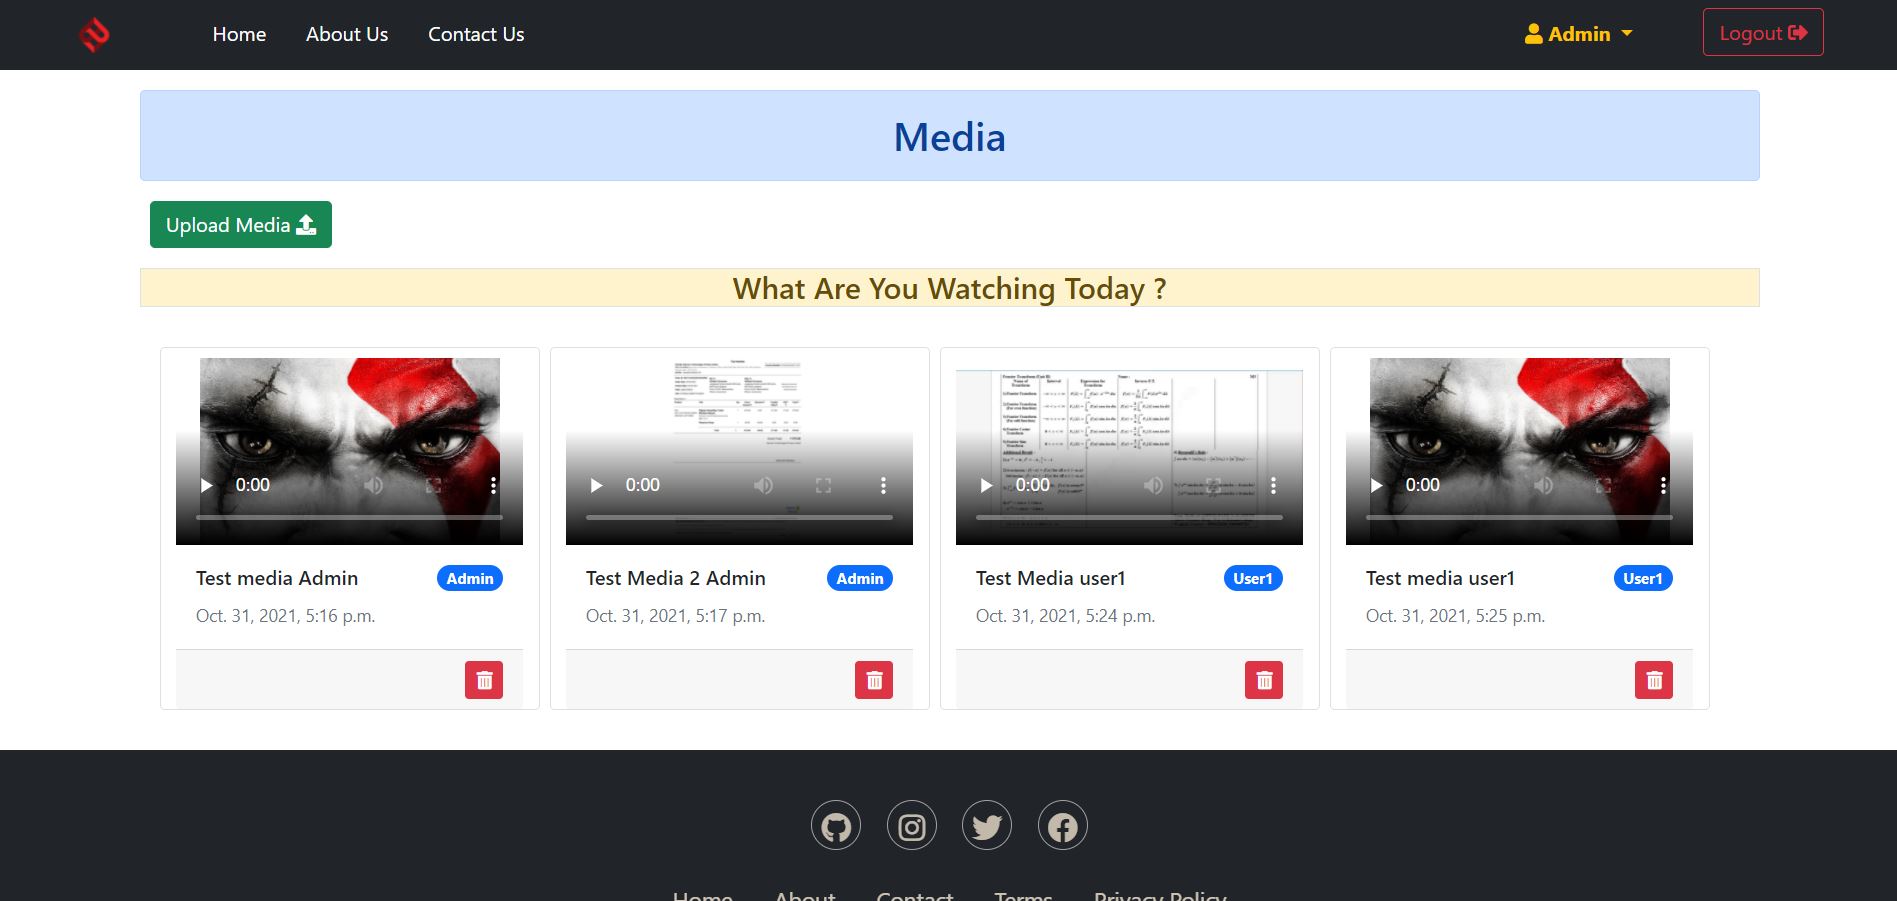 Home About Us Contact Us Admin Logout
Media
Upload Media
What Are You Watching Today ?
0:00 0:00 0:00 0:00
Test media Admin Admin
Oct. 31, 2021, 5:16 p.m.
Test Media 2 Admin Admin
Oct. 31, 2021, 5:17 p.m.
Test Media user1 User1
Oct. 31, 2021, 5:24 p.m.
Test media user1 User1
Oct. 31, 2021, 5:25 p.m.
Home About Contact Terms Privacy Policy